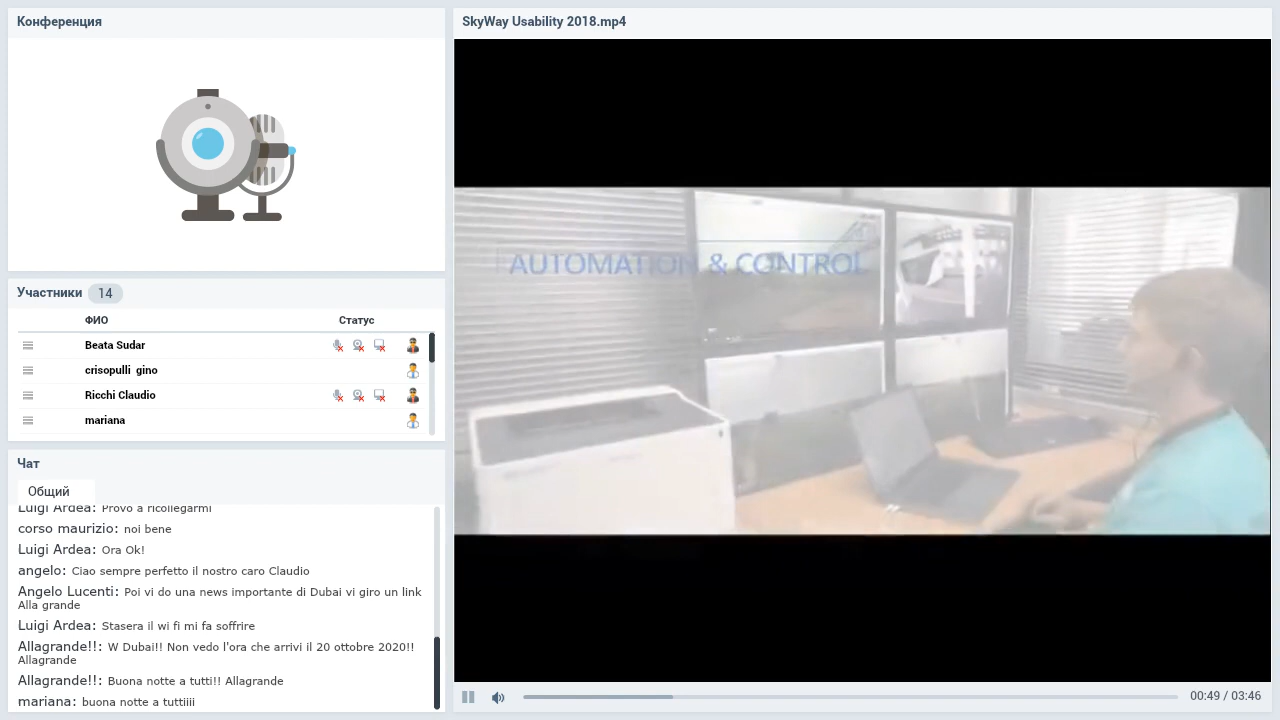 Конференция
SkyWay Usability 2018.mp4
AUTOMATION & CONTROL
Участники 14
ФИО Статус
Beata Sudar
crisopulli gino
Ricchi Claudio
mariana
Чат
Общий
Luigi Ardea: Provo a ricollegarmi
corso maurizio: noi bene
Luigi Ardea: Ora Ok!
angelo: Ciao sempre perfetto il nostro caro Claudio
Angelo Lucenti: Poi vi do una news importante di Dubai vi giro un link
Alla grande
Luigi Ardea: Stasera il wi fi mi fa soffrire
Allagrande!!: W Dubai!! Non vedo l'ora che arrivi il 20 ottobre 2020!!
Allagrande
Allagrande!!: Buona notte a tutti!! Allagrande
mariana: buona notte a tuttiiii
00:49 / 03:46